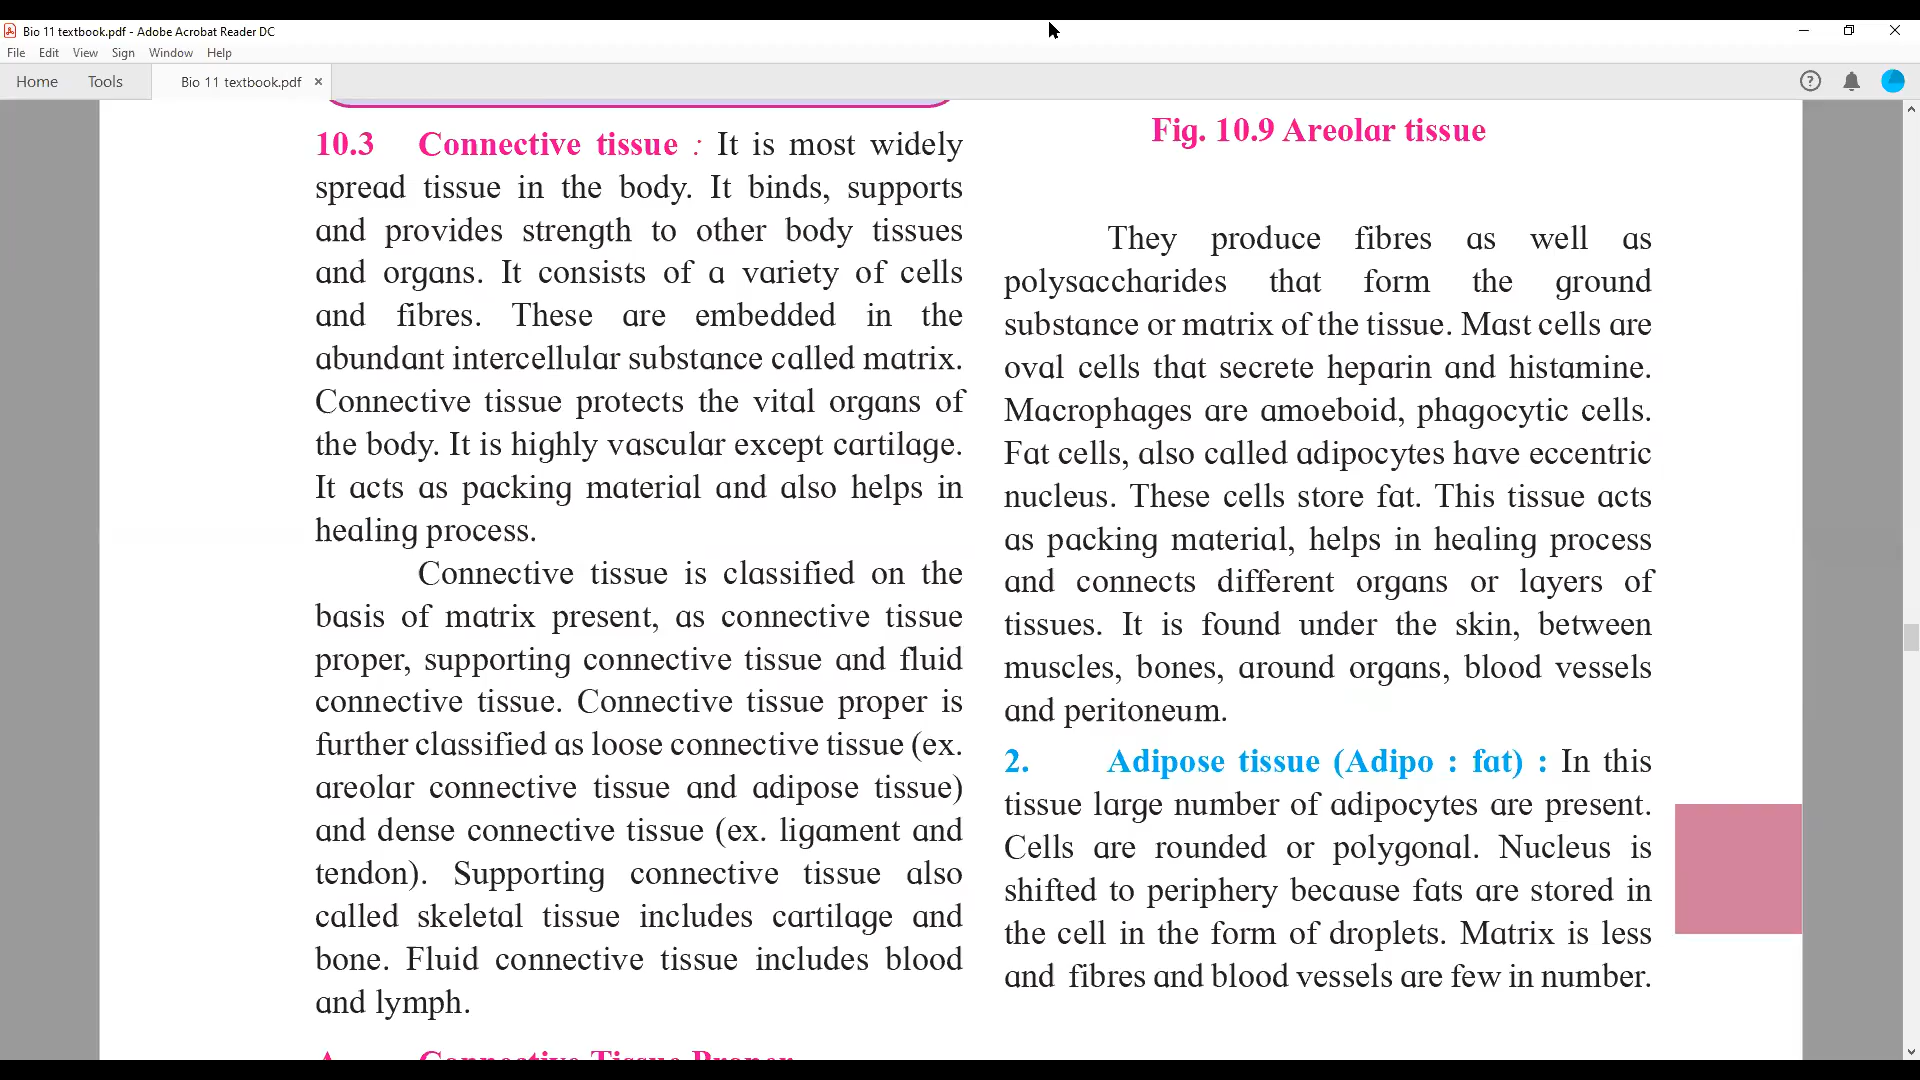 Bio 11 textbook.pdf - Adobe Acrobat Reader DC
File Edit View Sign Window Help
Home Tools Bio 11 textbook.pdf ×
10.3 Connective tissue : It is most widely
spread tissue in the body. It binds, supports
and provides strength to other body tissues
and organs. It consists of a variety of cells
and fibres. These are embedded in the
abundant intercellular substance called matrix.
Connective tissue protects the vital organs of
the body. It is highly vascular except cartilage.
It acts as packing material and also helps in
healing process.
Connective tissue is classified on the
basis of matrix present, as connective tissue
proper, supporting connective tissue and fluid
connective tissue. Connective tissue proper is
further classified as loose connective tissue (ex.
areolar connective tissue and adipose tissue)
and dense connective tissue (ex. ligament and
tendon). Supporting connective tissue also
called skeletal tissue includes cartilage and
bone. Fluid connective tissue includes blood
and lymph.
A. Connective Tissue Proper
Fig. 10.9 Areolar tissue
They produce fibres as well as
polysaccharides that form the ground
substance or matrix of the tissue. Mast cells are
oval cells that secrete heparin and histamine.
Macrophages are amoeboid, phagocytic cells.
Fat cells, also called adipocytes have eccentric
nucleus. These cells store fat. This tissue acts
as packing material, helps in healing process
and connects different organs or layers of
tissues. It is found under the skin, between
muscles, bones, around organs, blood vessels
and peritoneum.
2. Adipose tissue (Adipo : fat) : In this
tissue large number of adipocytes are present.
Cells are rounded or polygonal. Nucleus is
shifted to periphery because fats are stored in
the cell in the form of droplets. Matrix is less
and fibres and blood vessels are few in number.